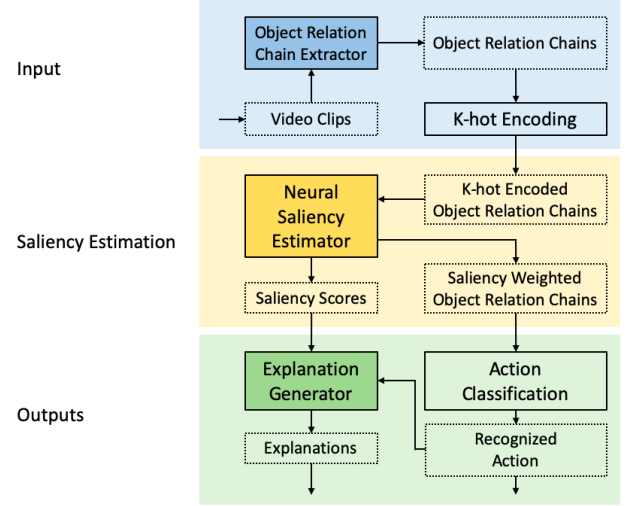 Input
Object Relation
Chain Extractor
Object Relation Chains
Video Clips
K-hot Encoding
Saliency Estimation
Neural
Saliency
Estimator
K-hot Encoded
Object Relation Chains
Saliency Scores
Saliency Weighted
Object Relation Chains
Outputs
Explanation
Generator
Action
Classification
Explanations
Recognized
Action